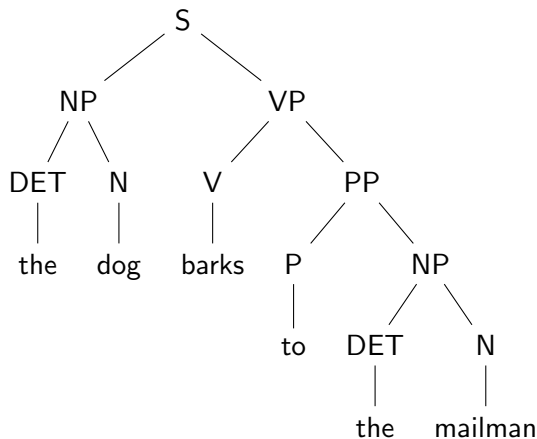 S
NP VP
DET N V PP
the dog barks P NP
to DET N
the mailman